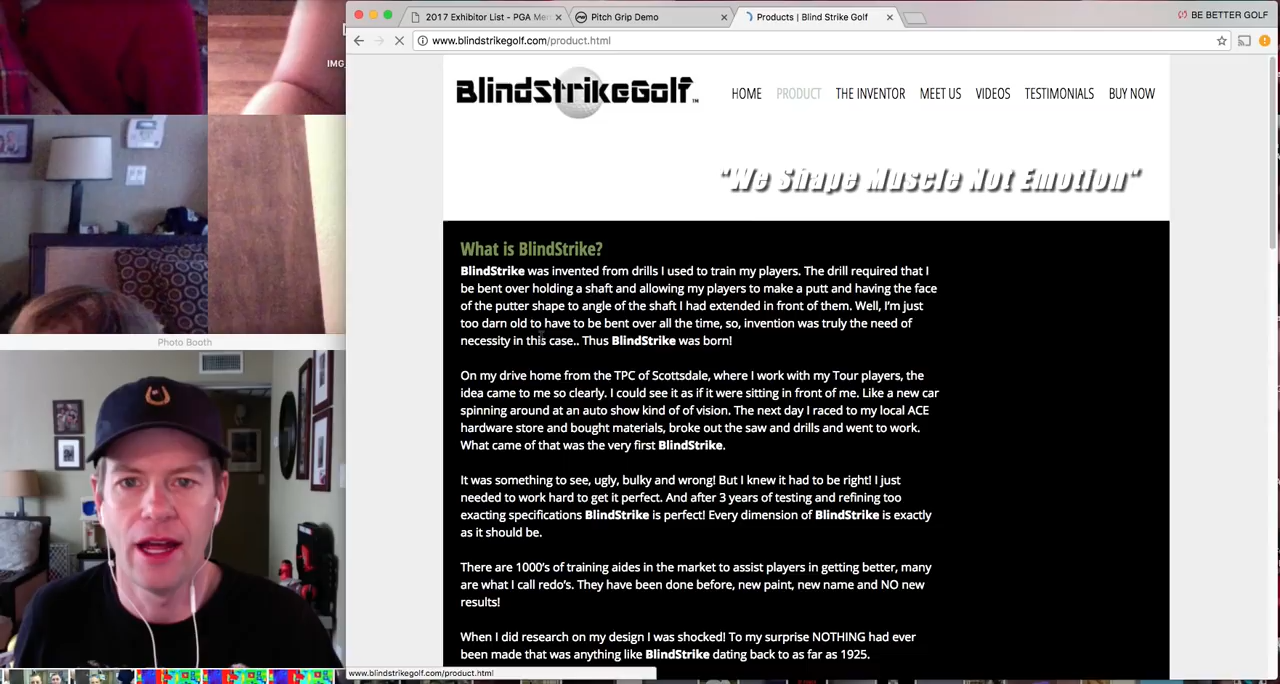 2017 Exhibitor List - PGA Mer
Pitch Grip Demo
Products | Blind Strike Golf
BE BETTER GOLF
www.blindstrikegolf.com/product.html
IMG_
BlindStrikeGolf™
HOME
PRODUCT
THE INVENTOR
MEET US
VIDEOS
TESTIMONIALS
BUY NOW
"We Shape Muscle Not Emotion"
What is BlindStrike?
BlindStrike was invented from drills I used to train my players. The drill required that I
be bent over holding a shaft and allowing my players to make a putt and having the face
of the putter shape to angle of the shaft I had extended in front of them. Well, I'm just
too darn old to have to be bent over all the time, so, invention was truly the need of
necessity in this case.. Thus BlindStrike was born!
On my drive home from the TPC of Scottsdale, where I work with my Tour players, the
idea came to me so clearly. I could see it as if it were sitting in front of me. Like a new car
spinning around at an auto show kind of of vision. The next day I raced to my local ACE
hardware store and bought materials, broke out the saw and drills and went to work.
What came of that was the very first BlindStrike.
It was something to see, ugly, bulky and wrong! But I knew it had to be right! I just
needed to work hard to get it perfect. And after 3 years of testing and refining too
exacting specifications BlindStrike is perfect! Every dimension of BlindStrike is exactly
as it should be.
There are 1000's of training aides in the market to assist players in getting better, many
are what I call redo's. They have been done before, new paint, new name and NO new
results!
When I did research on my design I was shocked! To my surprise NOTHING had ever
been made that was anything like BlindStrike dating back to as far as 1925.
Photo Booth
www.blindstrikegolf.com/product.html